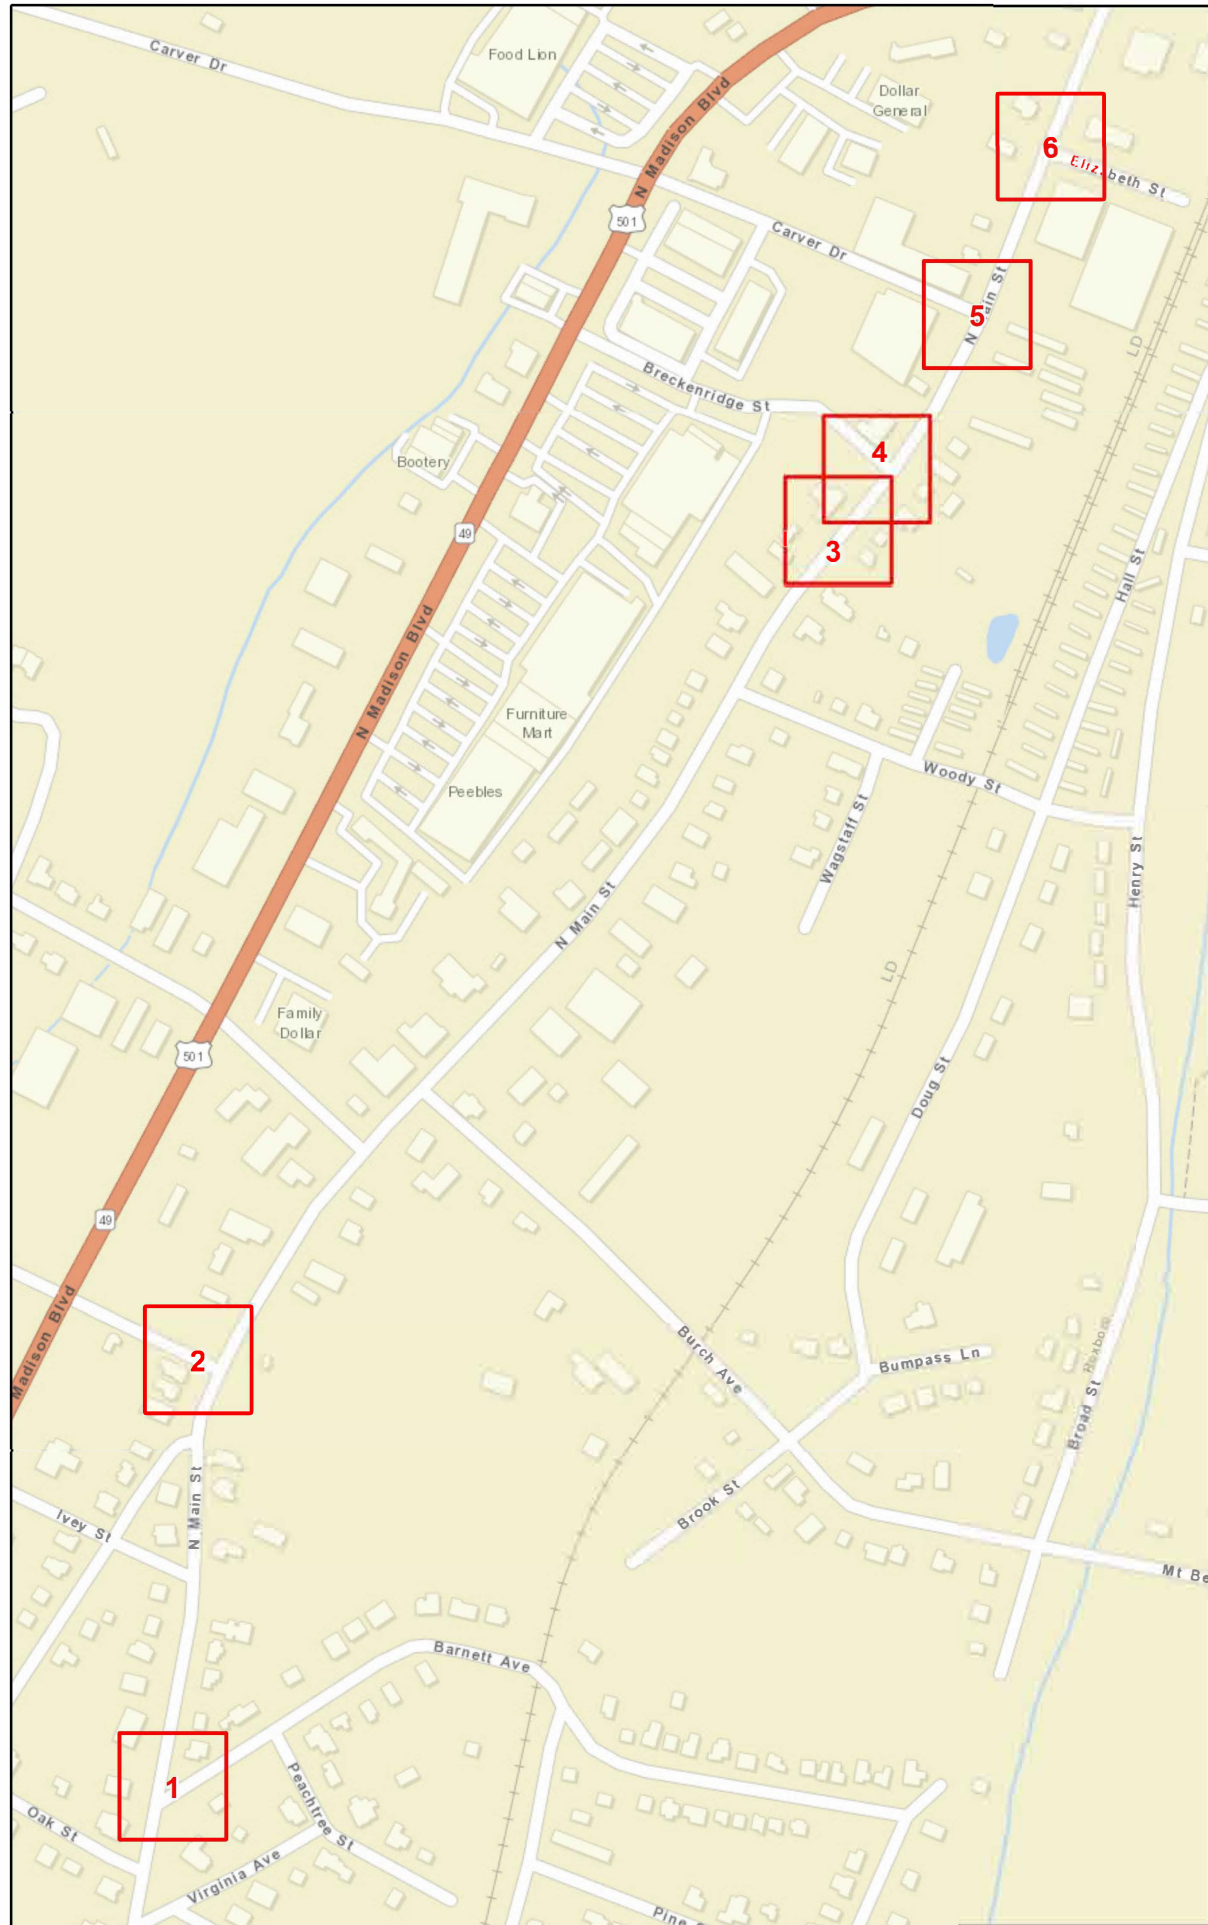 Carver Dr
Food Lion
N Madison Blvd
Dollar
General
6
Elizabeth St
501
Carver Dr
5
N Main St
LD
Breckenridge St
4
Bootery
49
3
Hall St
N Madison Blvd
Furniture
Mart
Peebles
Woody St
Wagstaff St
Henry St
N Main St
LD
Family
Dollar
501
Doug St
49
Madison Blvd
2
Burch Ave
Bumpass Ln
Broad St
N Main St
Ivey St
Brook St
Mt Be
Barnett Ave
1
Peachtree St
Oak St
Virginia Ave
Pine